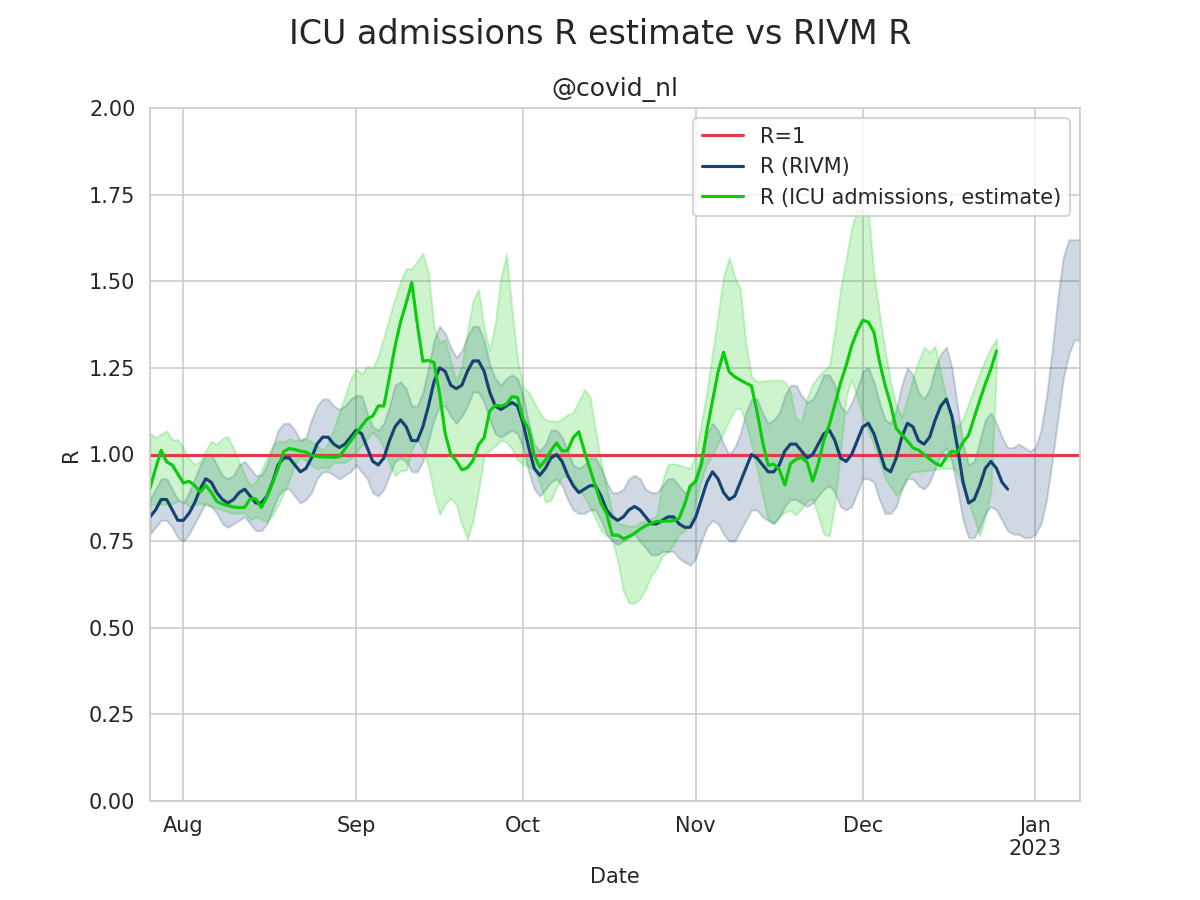 ICU admissions R estimate vs RIVM R
@covid_nl
R=1
R (RIVM)
R (ICU admissions, estimate)
2.00
1.75
1.50
1.25
1.00
0.75
0.50
0.25
0.00
R
Aug Sep Oct Nov Dec Jan
2023
Date